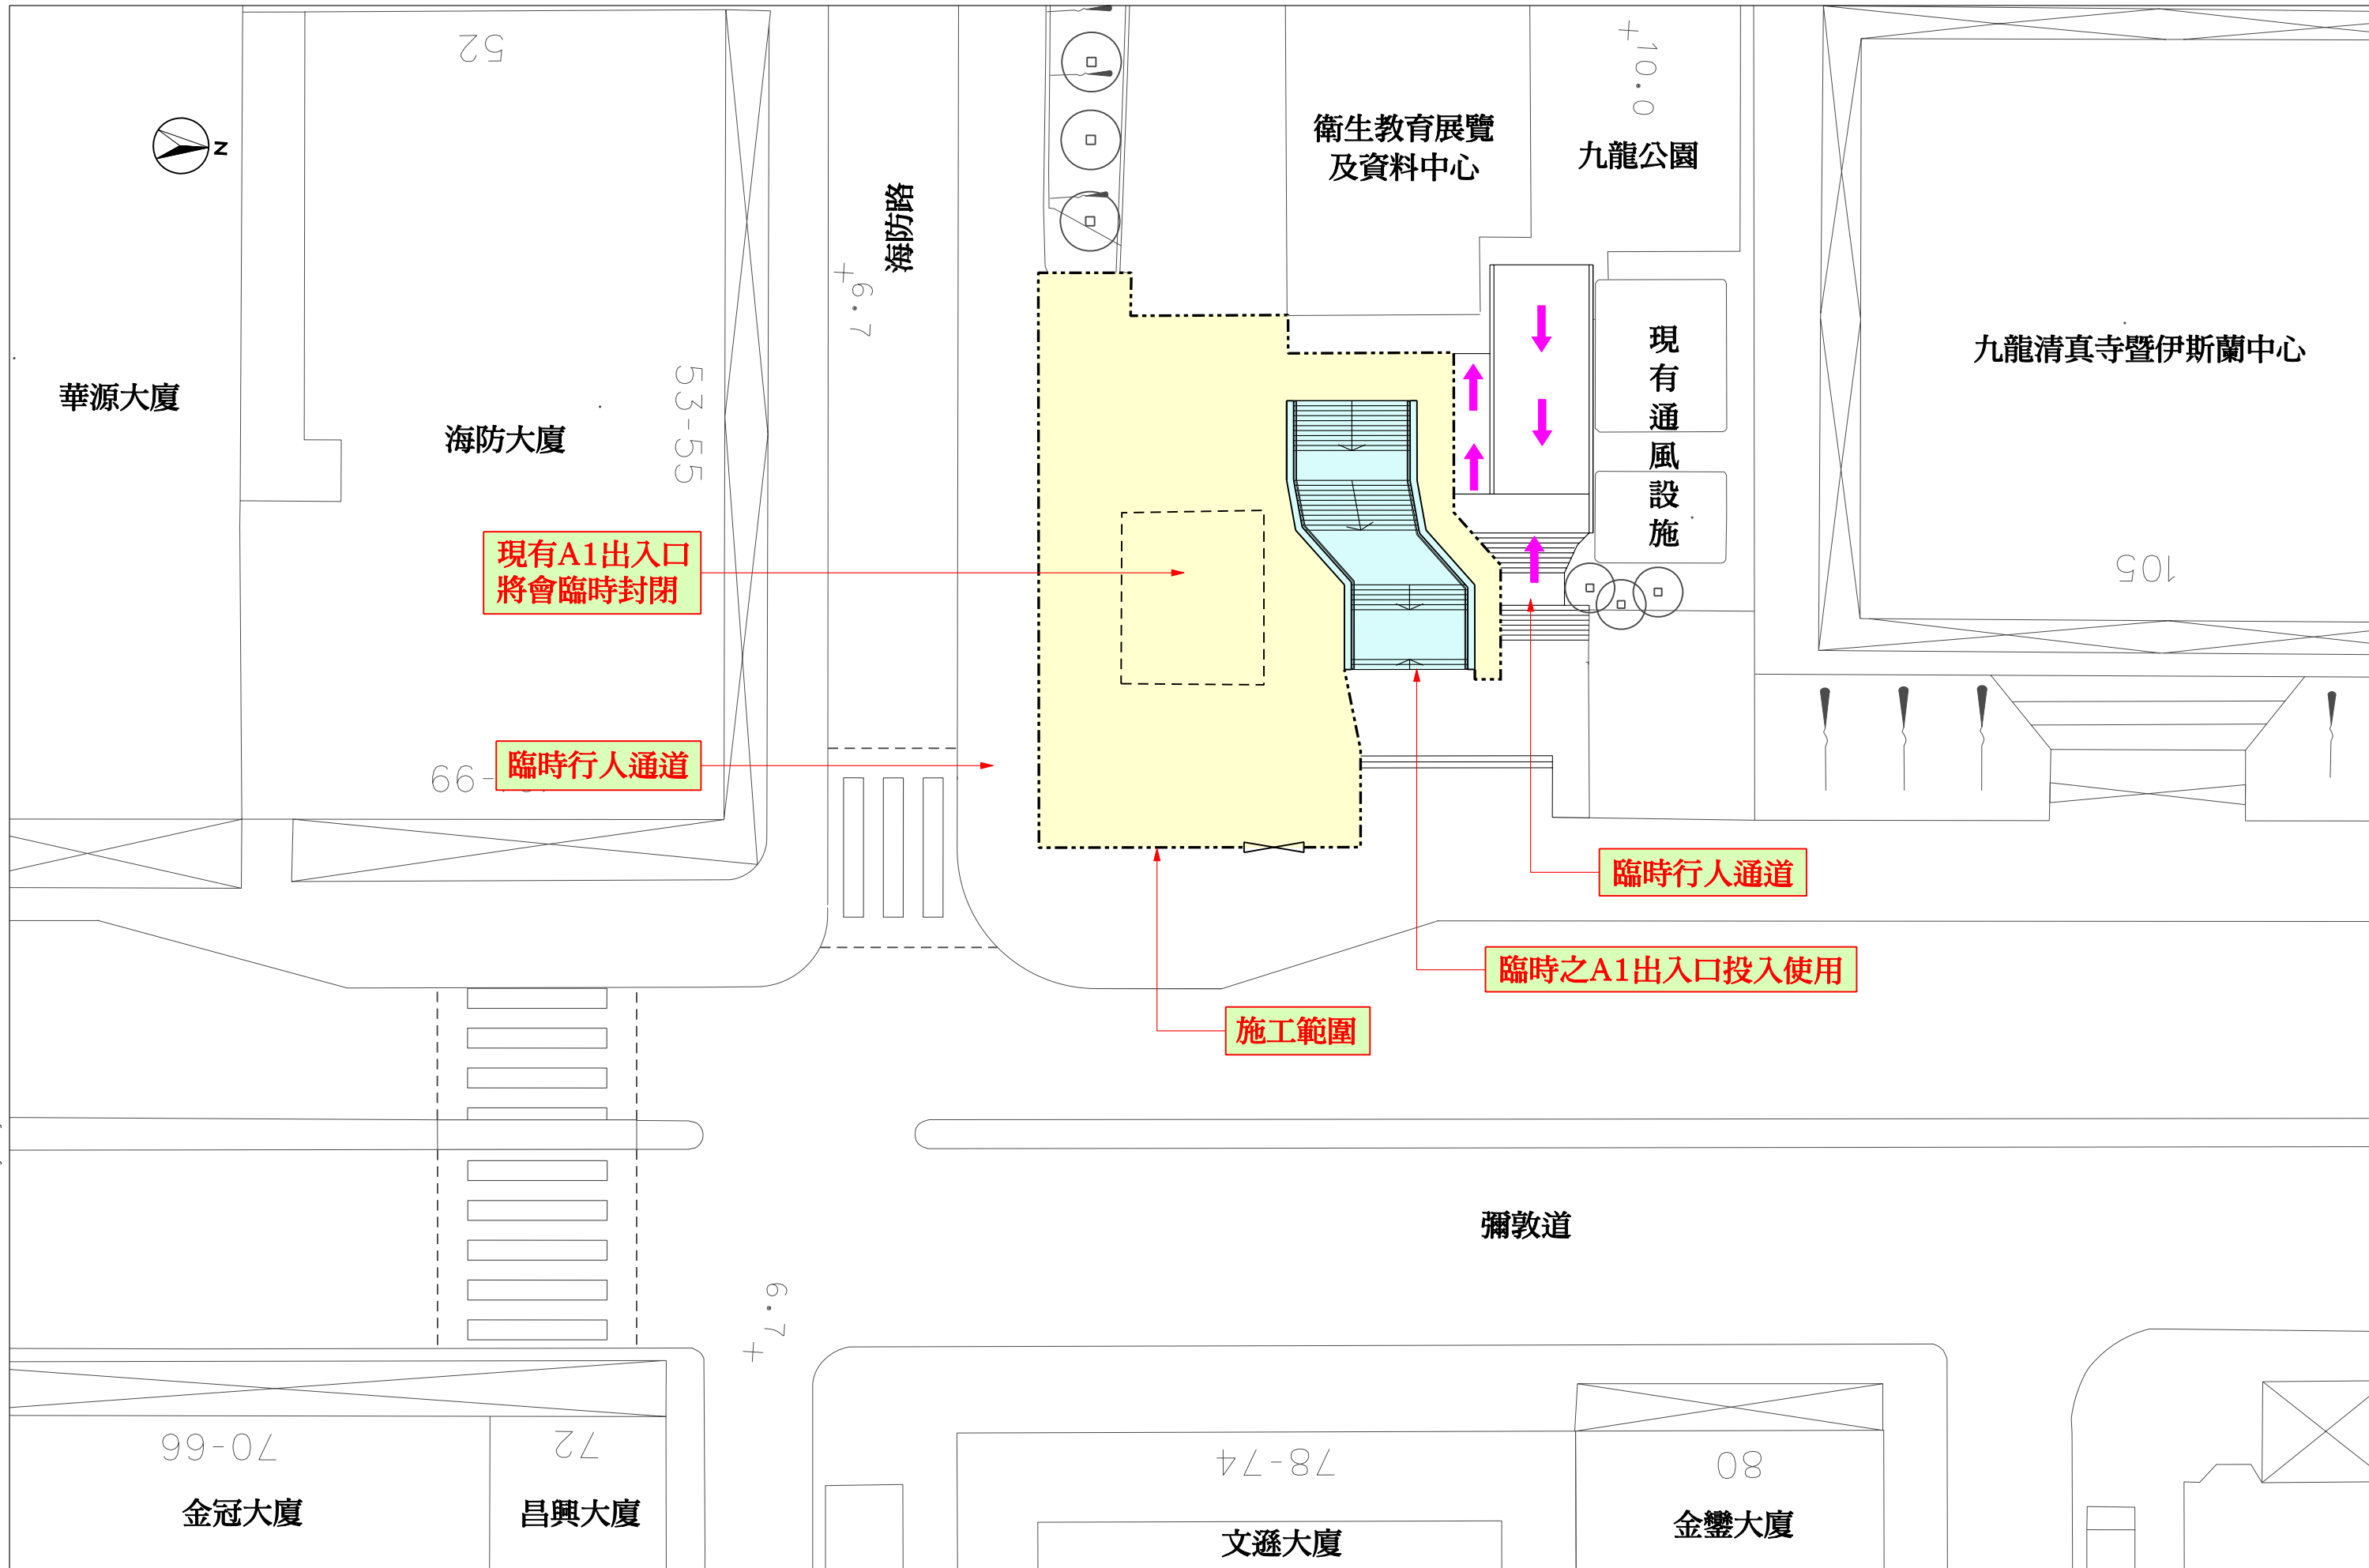 52
N
+10.0
衛生教育展覽
及資料中心
九龍公園
海防路
+6.7
華源大廈
海防大廈
53-55
現有通風設施
九龍清真寺暨伊斯蘭中心
105
現有A1出入口
將會臨時封閉
臨時行人通道
99-
臨時行人通道
臨時之A1出入口投入使用
施工範圍
彌敦道
6.7+
70-66
72
78-74
80
金冠大廈
昌興大廈
文遜大廈
金鑾大廈